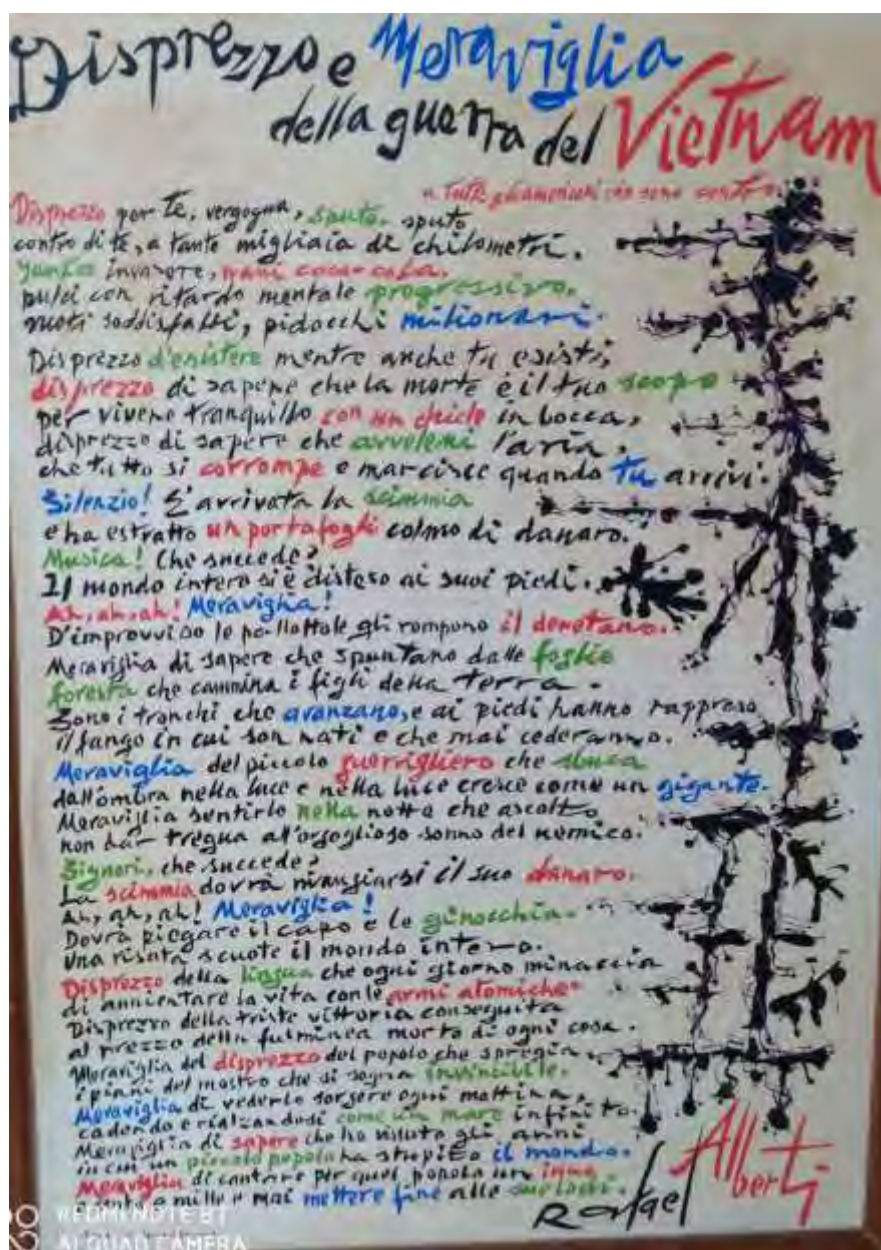 Disprezzo e Meraviglia
della guerra del Vietnam
a tutti gli americani che sono contro.
Disprezzo per te, vergogna, sputo, sputo
contro di te, a tante migliaia di chilometri.
Yankee invasore, nani coca-cola,
pulci con ritardo mentale progressivo,
vuoti soddisfatti, pidocchi milionari.
Disprezzo d'esistere mentre anche tu esisti,
disprezzo di sapere che la morte è il tuo scopo
per vivere tranquillo con un chicle in bocca,
disprezzo di sapere che avveleni l'aria,
che tutto si corrompe e marcisce quando tu arrivi.
Silenzio! E' arrivata la scimmia
e ha estratto un portafogli colmo di danaro.
Musica! Che succede?
Il mondo intero si è disteso ai suoi piedi.
Ah, ah, ah! Meraviglia!
D'improvviso le pallottole gli rompono il deretano.
Meraviglia di sapere che spuntano dalle foglie
foresta che cammina i figli della terra.
Sono i tronchi che avanzano, e ai piedi hanno rappreso
il fango in cui son nati e che mai cederanno.
Meraviglia del piccolo guerrigliero che sbuca
dall'ombra nella luce e nella luce cresce come un gigante.
Meraviglia sentirlo nella notte che ascolto
non dar tregua all'orgoglioso sonno del nemico.
Signori, che succede?
La scimmia dovrà mangiarsi il suo danaro.
Ah, ah, ah! Meraviglia!
Dovrà piegare il capo e le ginocchia.
Una risata scuote il mondo intero.
Disprezzo della lingua che ogni giorno minaccia
di annientare la vita con le armi atomiche.
Disprezzo della triste vittoria conseguita
al prezzo della fulminea morte di ogni cosa.
Meraviglia del disprezzo del popolo che spregia
i piani del mostro che si sogna invincibile.
Meraviglia di vederlo sorgere ogni mattina,
cadendo e rialzandosi come un mare infinito.
Meraviglia di sapere che ho vissuto gli anni
in cui un piccolo popolo ha stupito il mondo.
Meraviglia di cantare per quel popolo un inno
e cento e mille e mai mettere fine alle sue lodi.
Rafael Alberti
REDMI NOTE 8T
AI QUAD CAMERA